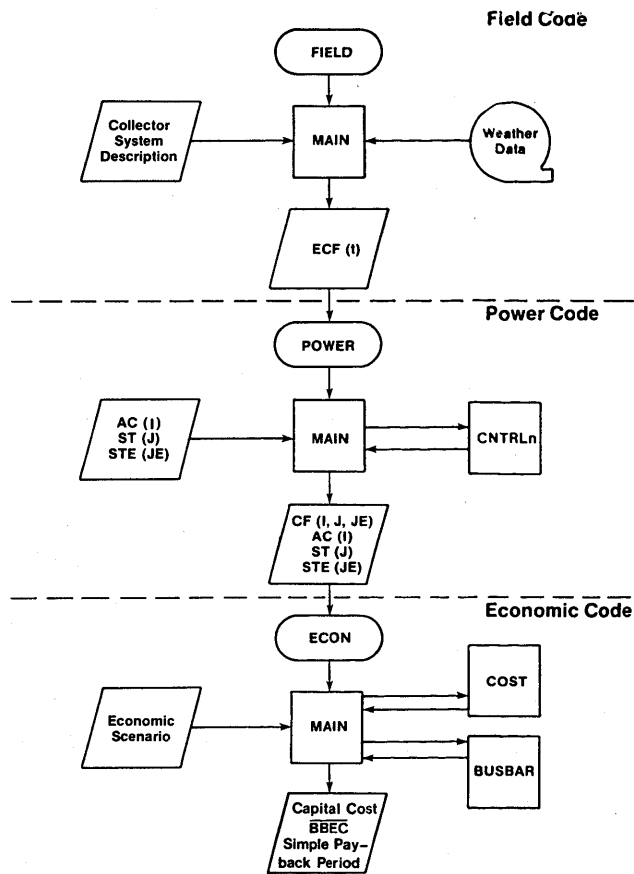 Field Code
FIELD
Collector
System
Description
MAIN
Weather
Data
ECF (t)
Power Code
POWER
AC (I)
ST (J)
STE (JE)
MAIN
CNTRLn
CF (I, J, JE)
AC (I)
ST (J)
STE (JE)
Economic Code
ECON
Economic
Scenario
MAIN
COST
BUSBAR
Capital Cost
BBEC
Simple Pay-
back Period